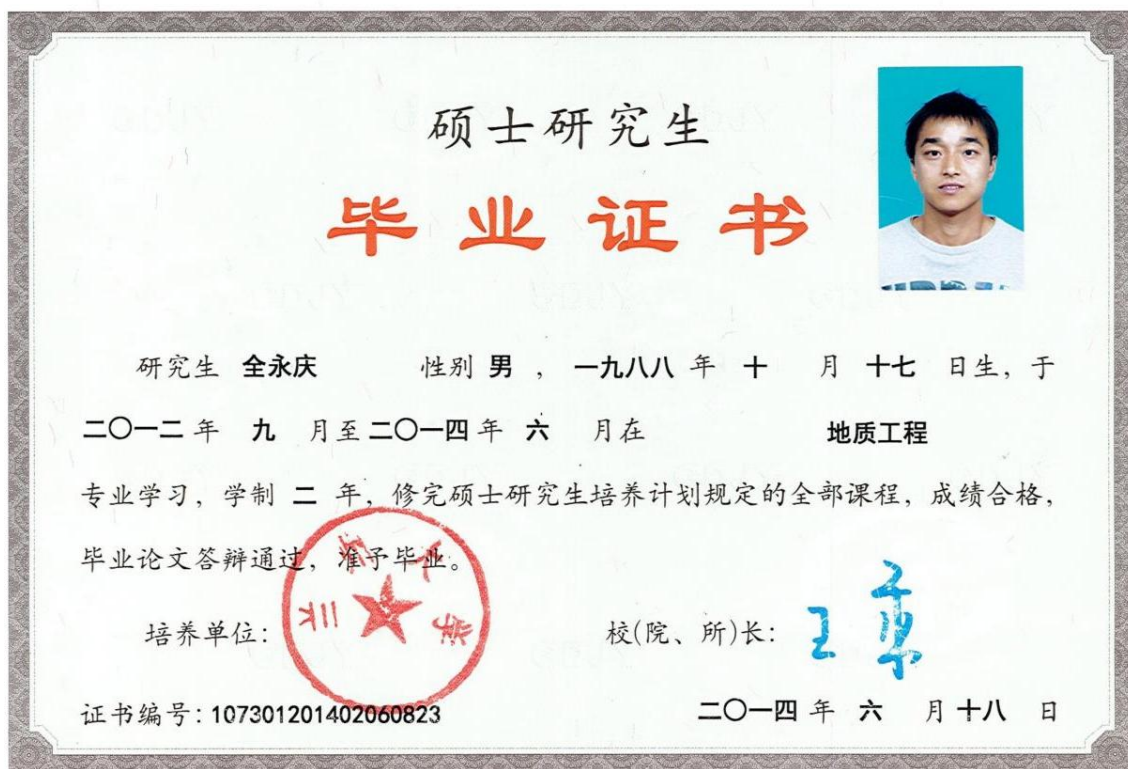 硕士研究生
毕业证书
研究生 全永庆 性别 男 , 一九八八 年 十 月 十七 日生, 于
二〇一二 年 九 月至 二〇一四 年 六 月在 地质工程
专业学习, 学制 二 年, 修完硕士研究生培养计划规定的全部课程, 成绩合格,
毕业论文答辩通过, 准予毕业。
培养单位: 校(院、所)长: 王乘
证书编号: 107301201402060823 二〇一四 年 六 月 十八 日